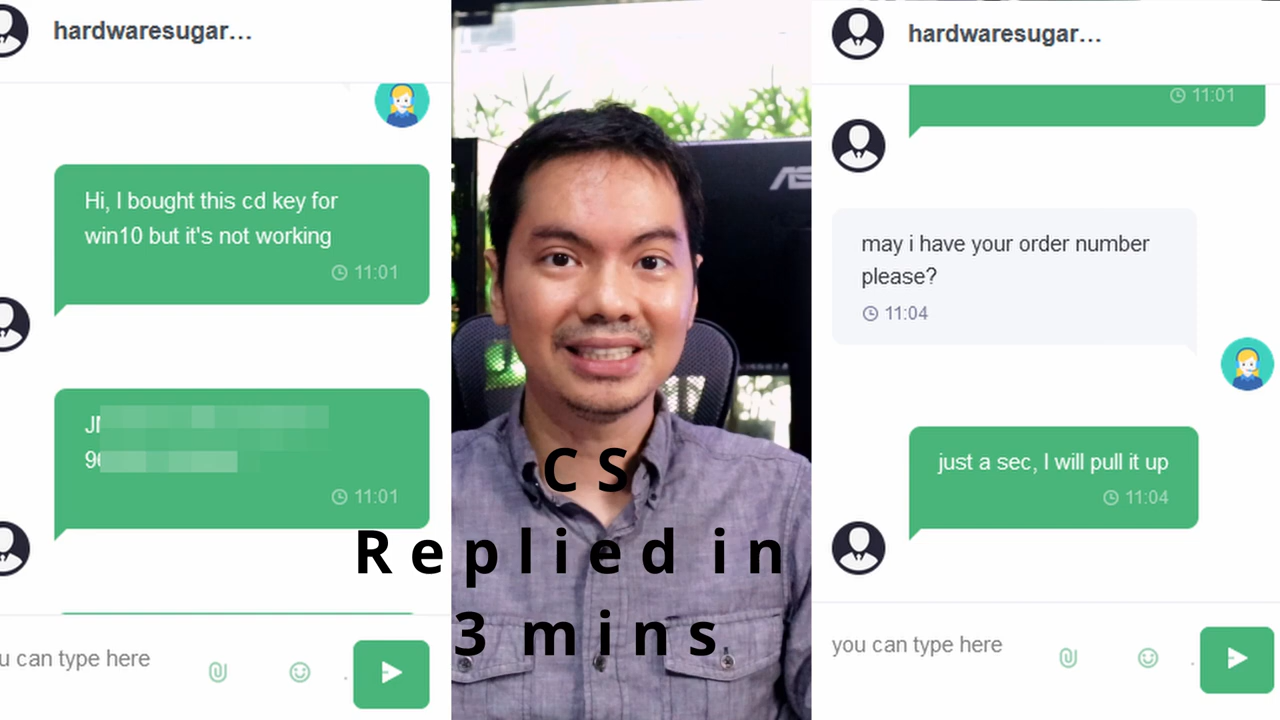 hardwaresugar...
Hi, I bought this cd key for
win10 but it's not working
11:01
11:01
can type here
CS
Replied in
3 mins
hardwaresugar...
11:01
may i have your order number
please?
11:04
just a sec, I will pull it up
11:04
you can type here